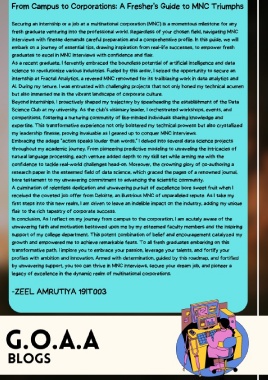 From Campus to Corporations: A Fresher's Guide to MNC Triumphs
Securing an internship or a job at a multinational corporation (MNC) is a momentous milestone for any
fresh graduate venturing into the professional world. Regardless of your chosen field, navigating MNC
interviews with finesse demands careful preparation and a comprehensive profile. In this guide, we will
embark on a journey of essential tips, drawing inspiration from real-life successes, to empower fresh
graduates to excel in MNC interviews with confidence and flair.
As a recent graduate, I fervently embraced the boundless potential of artificial intelligence and data
science to revolutionize various industries. Fueled by this ardor, I seized the opportunity to secure an
internship at Fractal Analytics, a revered MNC renowned for its trailblazing work in data analytics and
AI. During my tenure, I was entrusted with challenging projects that not only honed my technical acumen
but also immersed me in the vibrant landscape of corporate culture.
Beyond internships, I proactively shaped my trajectory by spearheading the establishment of the Data
Science Club at my college. As the club's visionary leader, I orchestrated workshops, events, and
competitions, fostering a nurturing community of like-minded individuals sharing knowledge and
expertise. This transformative experience not only bolstered my technical prowess but also crystallised
my leadership finesse, proving invaluable as I geared up to conquer MNC interviews.
Embracing the adage "actions speak louder than words", I delved into several data science projects
throughout my academic journey. From pioneering predictive modeling to unraveling the intricacies of
natural language processing, each venture added depth to my skill set while arming me with the
confidence to tackle real-world challenges head-on. Moreover, the crowning glory of co-authoring a
research paper in the esteemed field of data science, which graced the pages of a renowned journal,
bore testament to my unwavering commitment to advancing the scientific community.
A culmination of relentless dedication and unswerving pursuit of excellence bore sweet fruit when I
received the coveted job offer from Deloitte, an illustrious MNC of unparalleled repute. As I take my
first steps into this new realm, I am driven to leave an indelible impact on the industry, adding my unique
flair to the rich tapestry of corporate success.
In conclusion, As I reflect on my journey from campus to the corporation, I am acutely aware of the
unwavering faith and motivation bestowed upon me by my esteemed faculty members and the inspiring
support of my college department. This potent combination of belief and encouragement catalyzed my
growth and empowered me to achieve remarkable feats. To all fresh graduates embarking on this
transformative path, I implore you to embrace your passion, leverage your talents, and fortify your
profiles with ambition and innovation. Armed with determination, guided by this roadmap, and fortified
by unwavering support, you too can thrive in MNC interviews, secure your dream job, and pioneer a
legacy of excellence in the dynamic realm of multinational corporations.
-ZEEL AMRUTIYA 19IT003
G.O.A.A
BLOGS